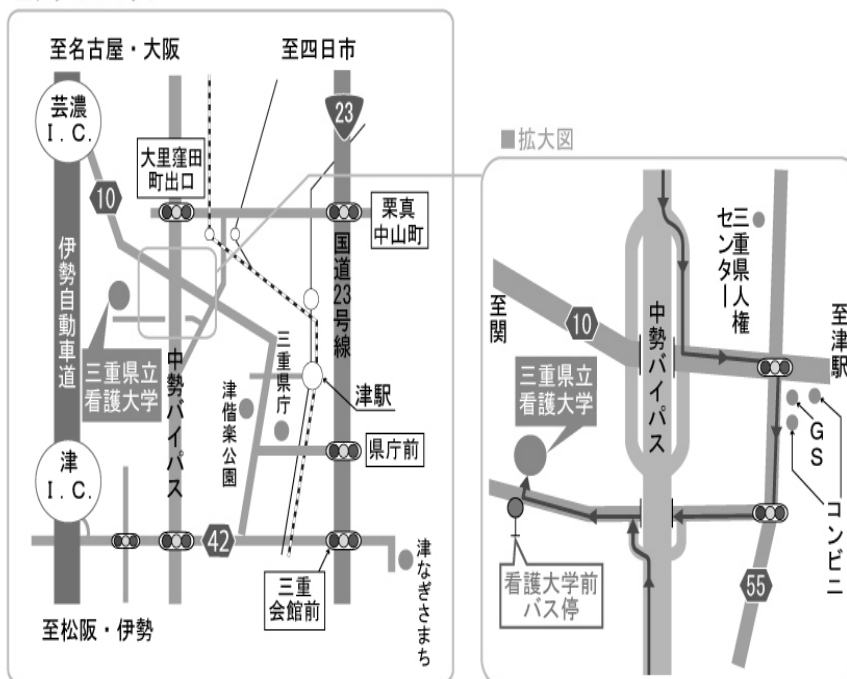 至名古屋・大阪
至四日市
芸濃
I.C.
23
大里窪田
町出口
10
栗真
中山町
伊勢自動車道
国道23号線
三重県立
看護大学
中勢バイパス
三重県庁
津偕楽公園
津駅
県庁前
津
I.C.
42
三重
会館前
津なぎさまち
至松阪・伊勢
■拡大図
三重県人権
センター
至関
10
中勢バイパス
至津駅
三重県立
看護大学
GS
コンビニ
看護大学前
バス停
55